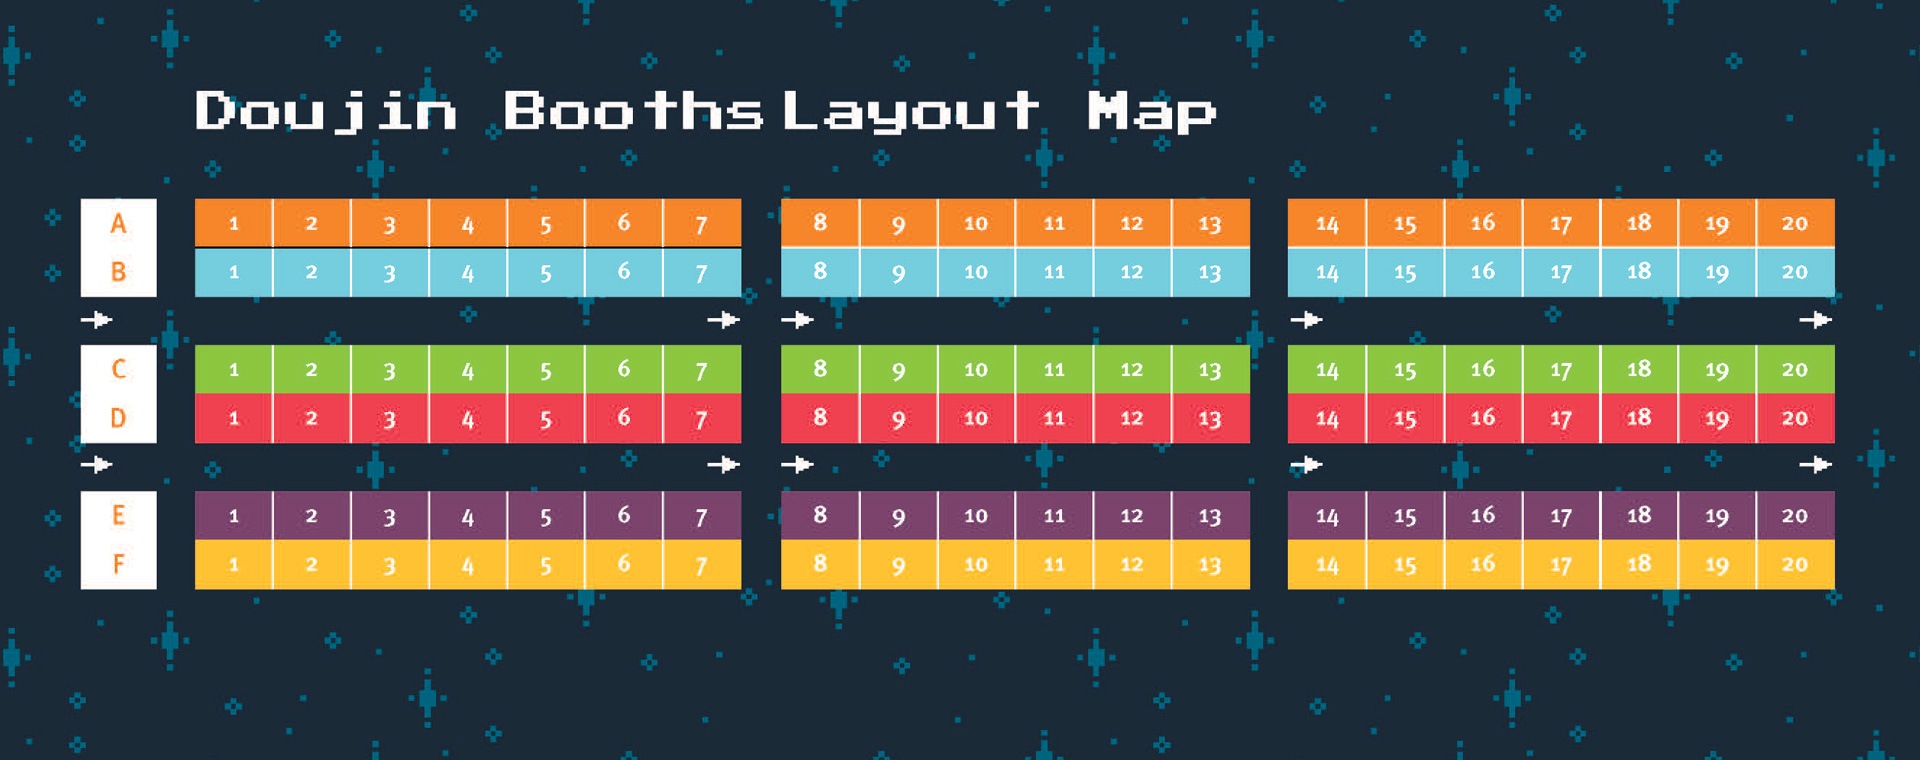 Doujin Booths Layout Map
A 1 2 3 4 5 6 7 8 9 10 11 12 13 14 15 16 17 18 19 20
B 1 2 3 4 5 6 7 8 9 10 11 12 13 14 15 16 17 18 19 20
C 1 2 3 4 5 6 7 8 9 10 11 12 13 14 15 16 17 18 19 20
D 1 2 3 4 5 6 7 8 9 10 11 12 13 14 15 16 17 18 19 20
E 1 2 3 4 5 6 7 8 9 10 11 12 13 14 15 16 17 18 19 20
F 1 2 3 4 5 6 7 8 9 10 11 12 13 14 15 16 17 18 19 20